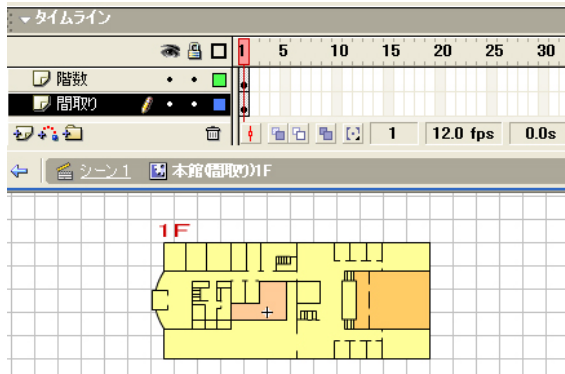 タイムライン
1 5 10 15 20 25 30
階数
間取り
1 12.0 fps 0.0s
シーン1 本館(間取り)1F
1F